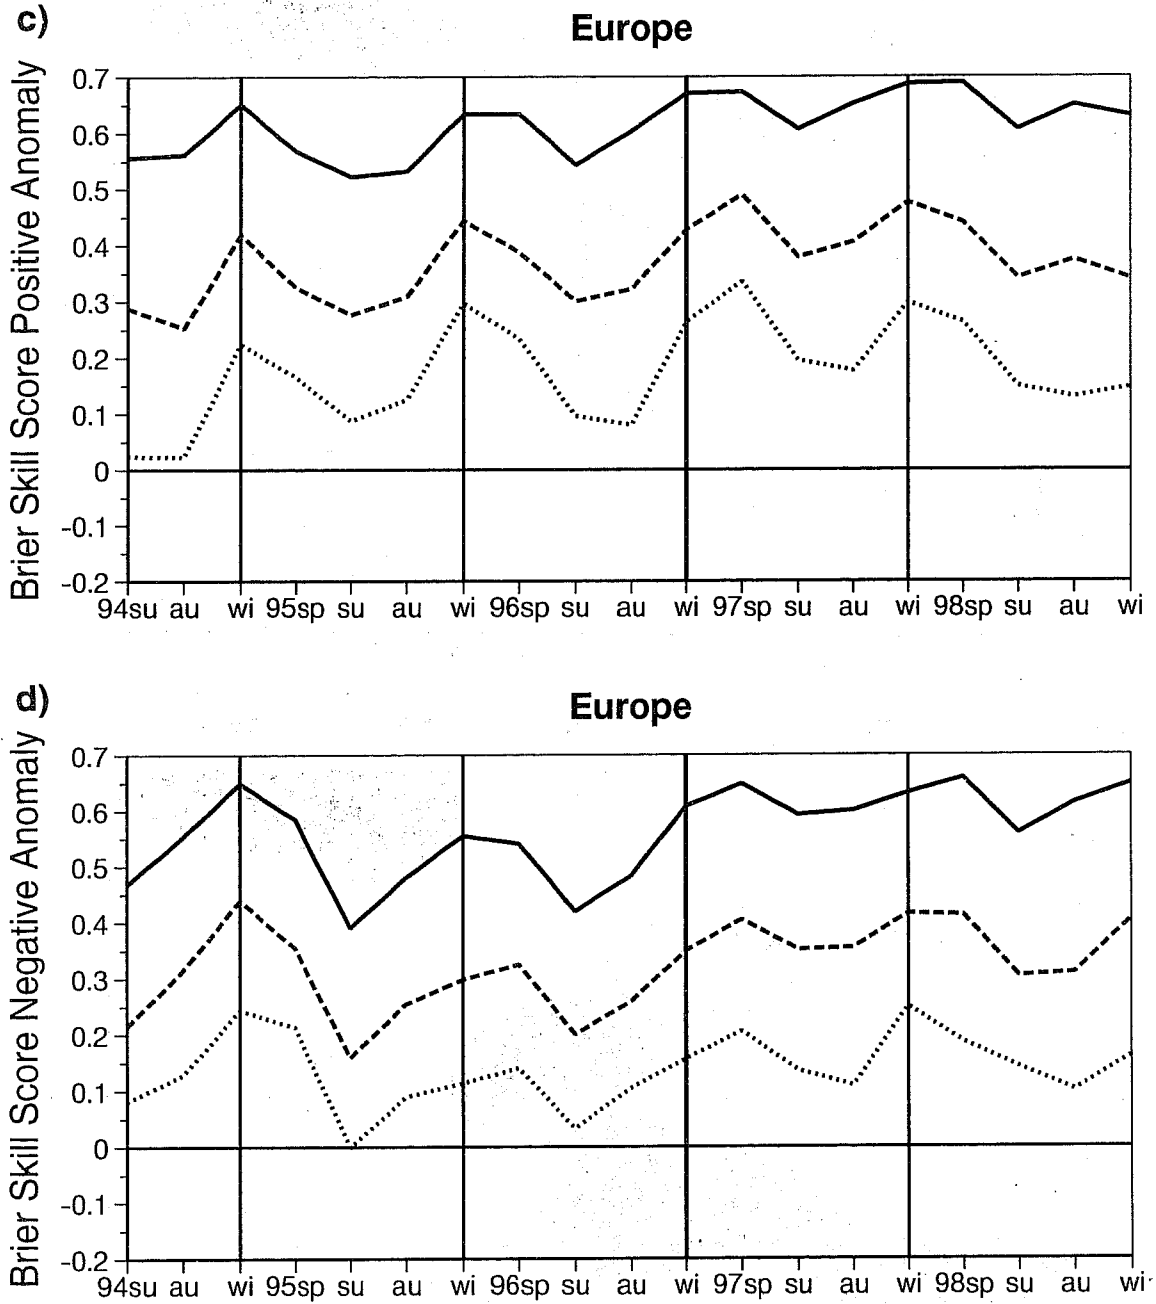 c)
Europe
Brier Skill Score Positive Anomaly
0.7
0.6
0.5
0.4
0.3
0.2
0.1
0
-0.1
-0.2
94su au wi 95sp su au wi 96sp su au wi 97sp su au wi 98sp su au wi
d)
Europe
Brier Skill Score Negative Anomaly
0.7
0.6
0.5
0.4
0.3
0.2
0.1
0
-0.1
-0.2
94su au wi 95sp su au wi 96sp su au wi 97sp su au wi 98sp su au wi